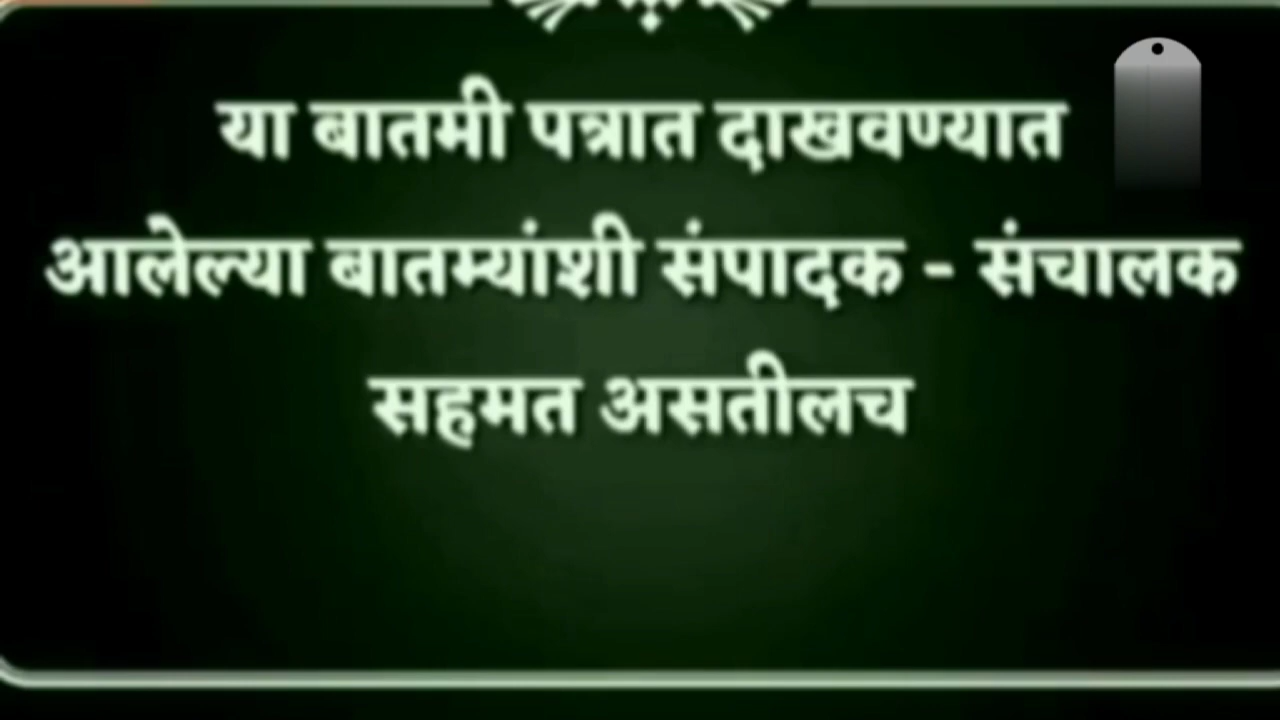 या बातमी पत्रात दाखवण्यात
आलेल्या बातम्यांशी संपादक - संचालक
सहमत असतीलच